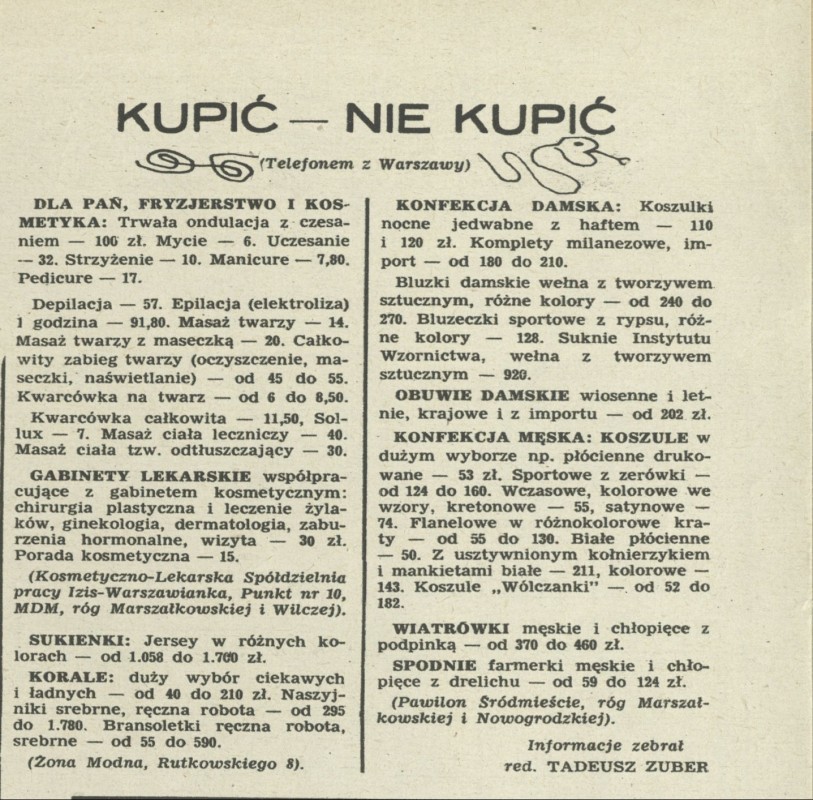 KUPIĆ — NIE KUPIĆ
(Telefonem z Warszawy)
DLA PAŃ, FRYZJERSTWO I KOS-
METYKA: Trwała ondulacja z czesa-
niem — 100 zł. Mycie — 6. Uczesanie
— 32. Strzyżenie — 10. Manicure — 7,80.
Pedicure — 17.
Depilacja — 57. Epilacja (elektroliza)
1 godzina — 91,80. Masaż twarzy — 14.
Masaż twarzy z maseczką — 20. Całko-
wity zabieg twarzy (oczyszczenie, ma-
seczki, naświetlanie) — od 45 do 55.
Kwarcówka na twarz — od 6 do 8,50.
Kwarcówka całkowita — 11,50, Sol-
lux — 7. Masaż ciała leczniczy — 40.
Masaż ciała tzw. odtłuszczający — 30.
GABINETY LEKARSKIE współpra-
cujące z gabinetem kosmetycznym:
chirurgia plastyczna i leczenie żyla-
ków, ginekologia, dermatologia, zabu-
rzenia hormonalne, wizyta — 30 zł.
Porada kosmetyczna — 15.
(Kosmetyczno-Lekarska Spółdzielnia
pracy Izis-Warszawianka, Punkt nr 10,
MDM, róg Marszałkowskiej i Wilczej).
SUKIENKI: Jersey w różnych ko-
lorach — od 1.058 do 1.700 zł.
KORALE: duży wybór ciekawych
i ładnych — od 40 do 210 zł. Naszyj-
niki srebrne, ręczna robota — od 295
do 1.780. Bransoletki ręczna robota,
srebrne — od 55 do 590.
(Żona Modna, Rutkowskiego 8).
KONFEKCJA DAMSKA: Koszulki
nocne jedwabne z haftem — 110
i 120 zł. Komplety milanezowe, im-
port — od 180 do 210.
Bluzki damskie wełna z tworzywem
sztucznym, różne kolory — od 240 do
270. Bluzeczki sportowe z rypsu, róż-
ne kolory — 128. Suknie Instytutu
Wzornictwa, wełna z tworzywem
sztucznym — 920.
OBUWIE DAMSKIE wiosenne i let-
nie, krajowe i z importu — od 202 zł.
KONFEKCJA MĘSKA: KOSZULE w
dużym wyborze np. płócienne druko-
wane — 53 zł. Sportowe z zerówki —
od 124 do 160. Wczasowe, kolorowe we
wzory, kretonowe — 55, satynowe —
74. Flanelowe w różnokolorowe kra-
ty — od 55 do 130. Białe płócienne
— 50. Z usztywnionym kołnierzykiem
i mankietami białe — 211, kolorowe —
143. Koszule „Wólczanki" — od 52 do
182.
WIATRÓWKI męskie i chłopięce z
podpinką — od 370 do 460 zł.
SPODNIE farmerki męskie i chło-
pięce z drelichu — od 59 do 124 zł.
(Pawilon Śródmieście, róg Marszał-
kowskiej i Nowogrodzkiej).
Informacje zebrał
red. TADEUSZ ZUBER